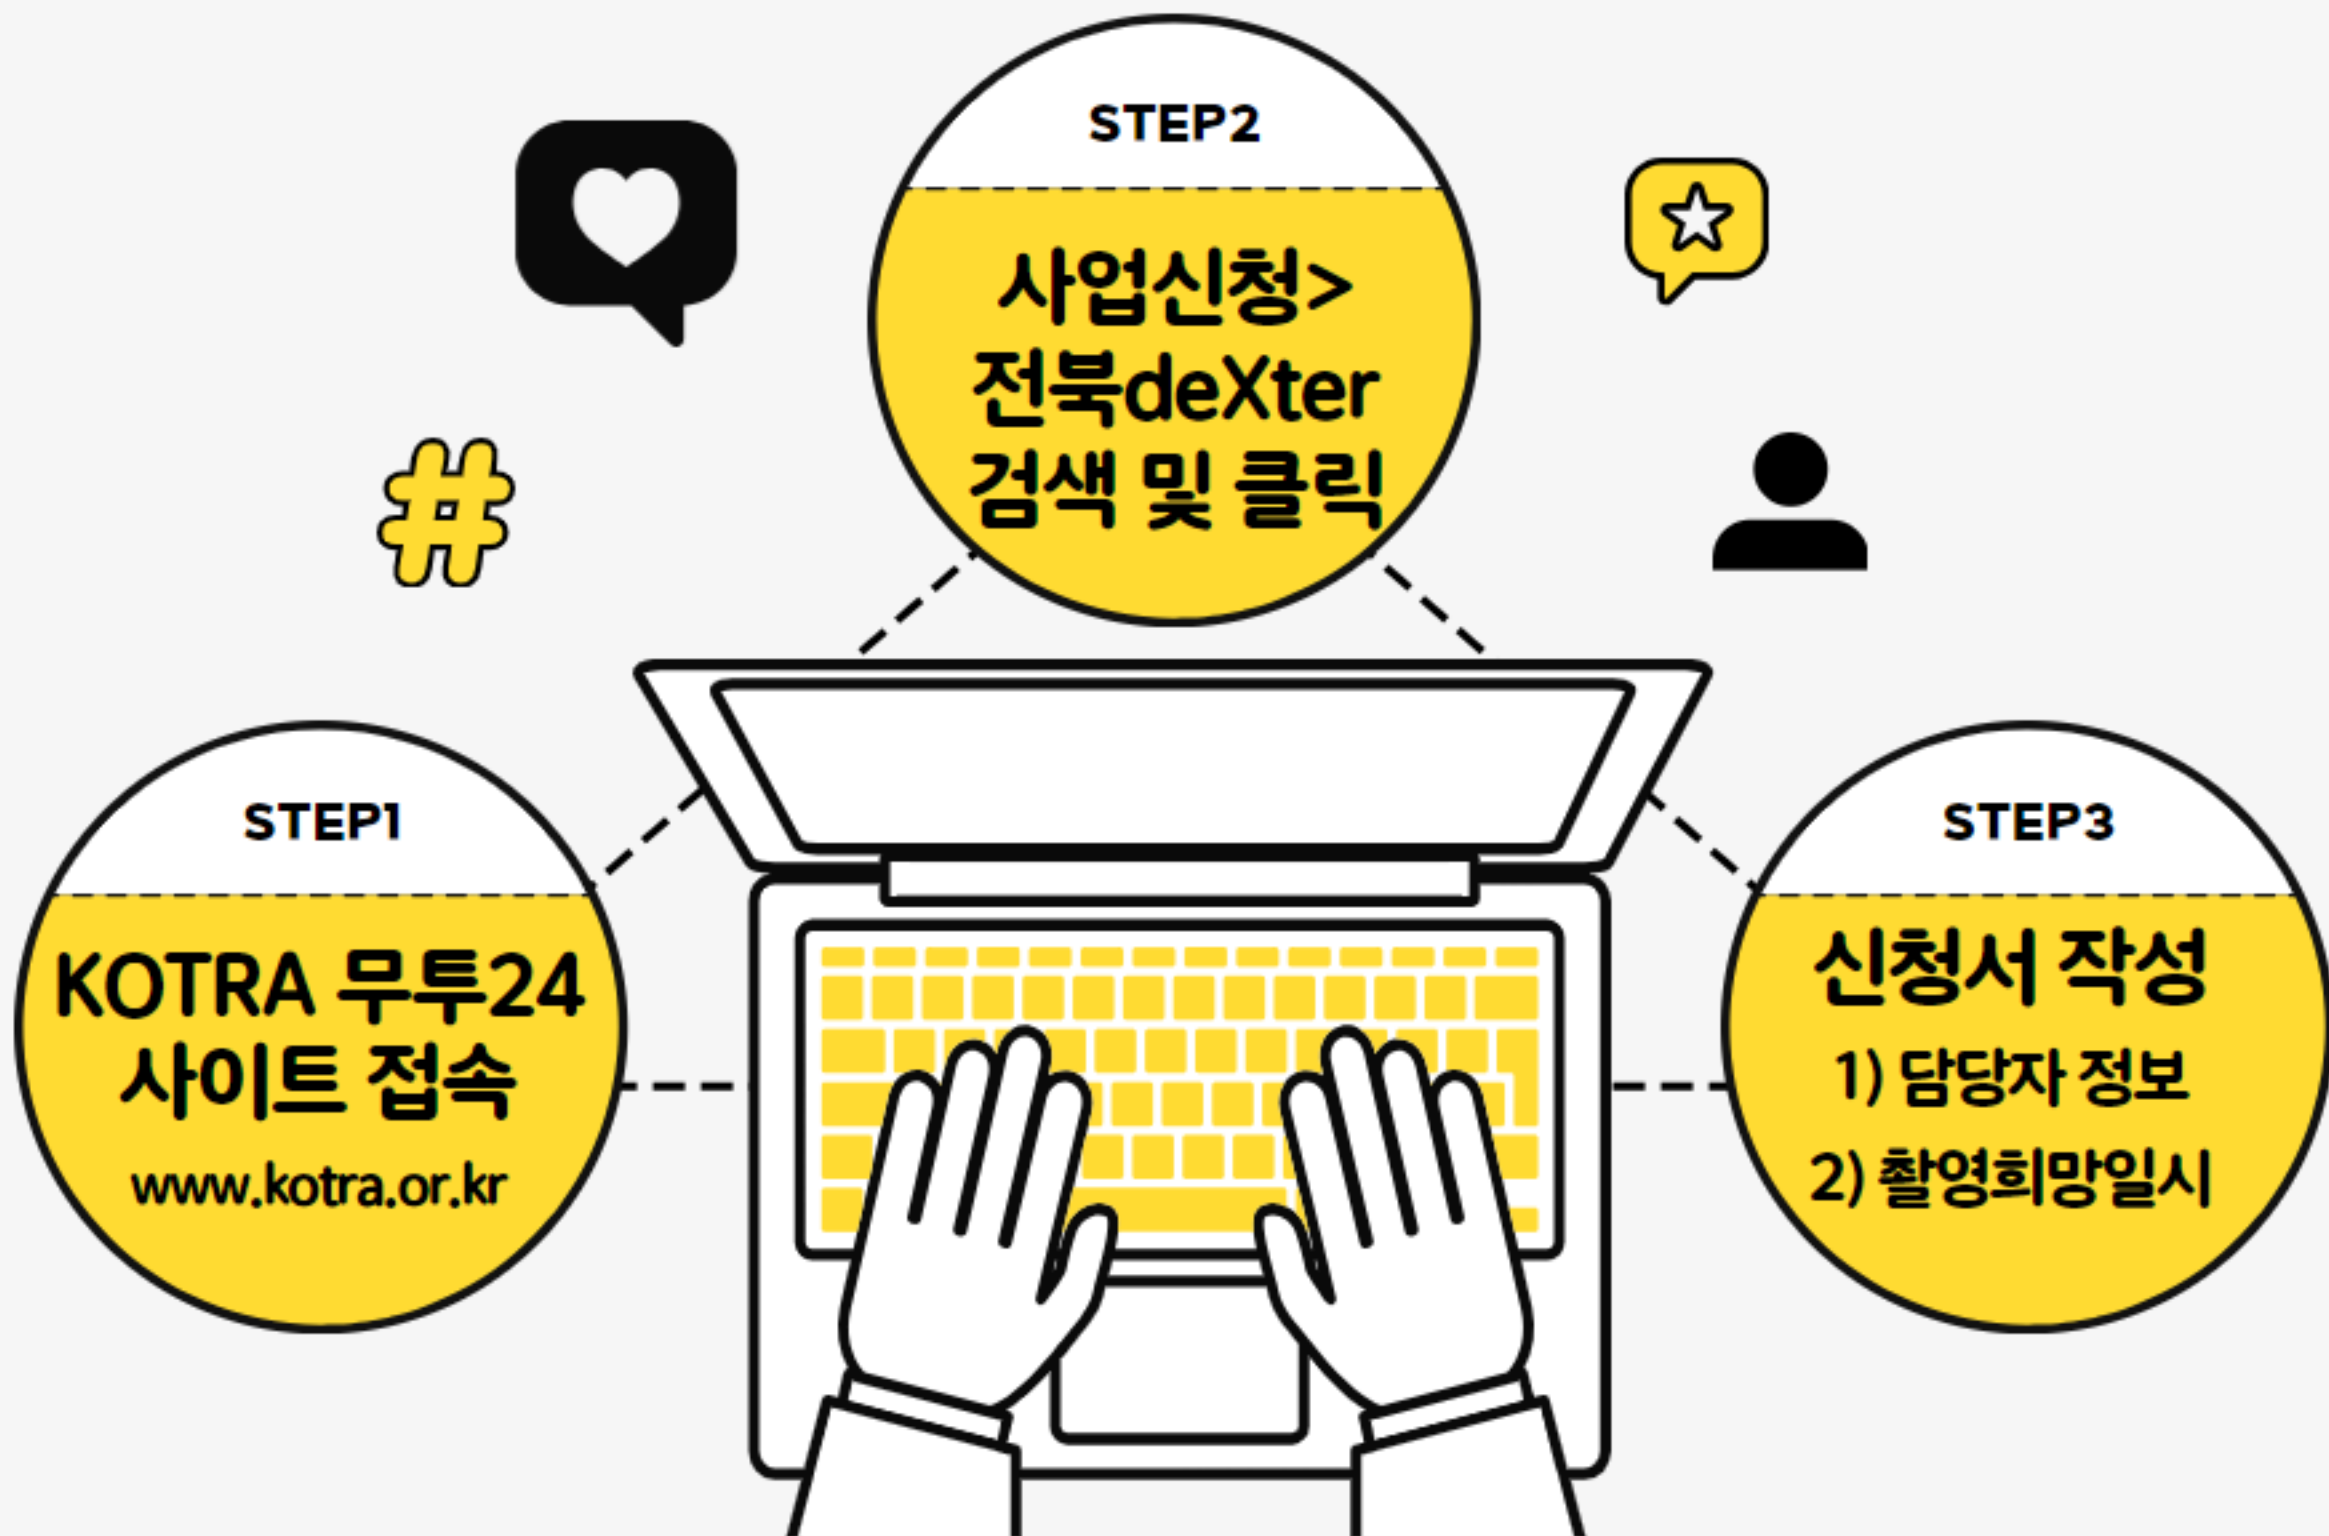 STEP1
KOTRA 무투24
사이트 접속
www.kotra.or.kr
STEP2
사업신청>
전북deXter
검색 및 클릭
STEP3
신청서 작성
1) 담당자 정보
2) 촬영희망일시